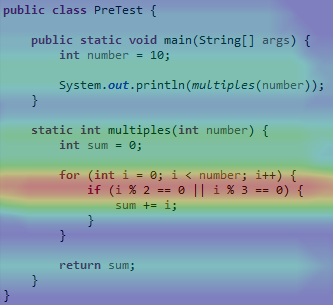 public class PreTest {
public static void main(String[] args) {
int number = 10;
System.out.println(multiples(number));
}
static int multiples(int number) {
int sum = 0;
for (int i = 0; i < number; i++) {
if (i % 2 == 0 || i % 3 == 0) {
sum += i;
}
}
return sum;
}
}